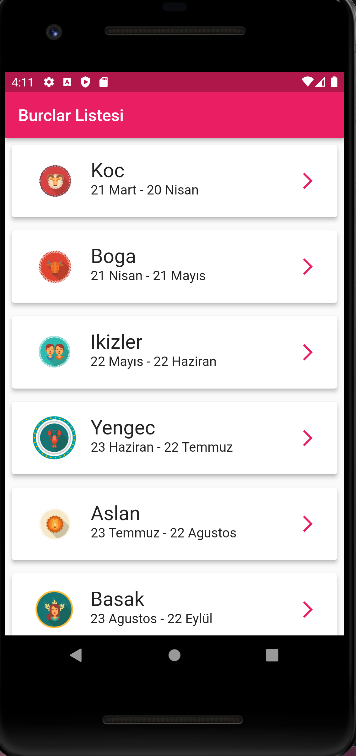 4:11
Burclar Listesi
Koc
21 Mart - 20 Nisan
Boga
21 Nisan - 21 Mayıs
Ikizler
22 Mayıs - 22 Haziran
Yengec
23 Haziran - 22 Temmuz
Aslan
23 Temmuz - 22 Agustos
Basak
23 Agustos - 22 Eylül